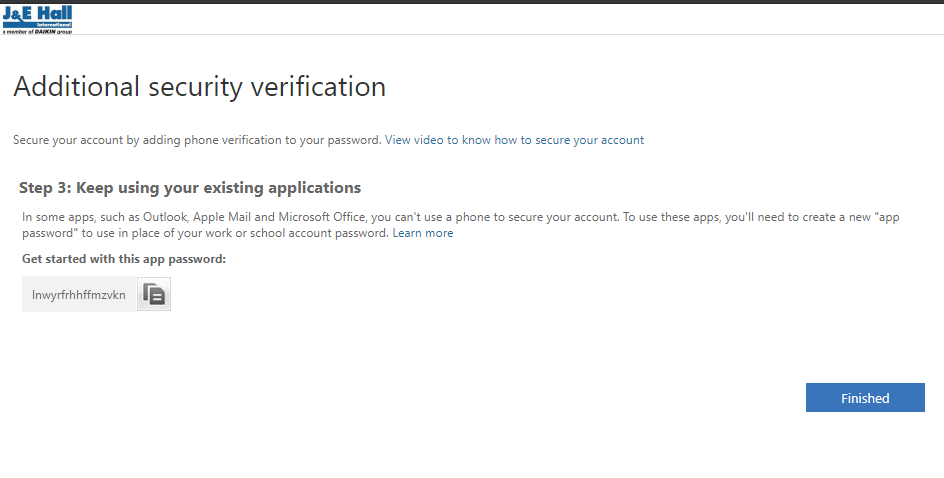 J&E Hall
International
a member of DAIKIN group
Additional security verification
Secure your account by adding phone verification to your password. View video to know how to secure your account
Step 3: Keep using your existing applications
In some apps, such as Outlook, Apple Mail and Microsoft Office, you can't use a phone to secure your account. To use these apps, you'll need to create a new "app
password" to use in place of your work or school account password. Learn more
Get started with this app password:
lnwyrfrhhffmzvkn
Finished